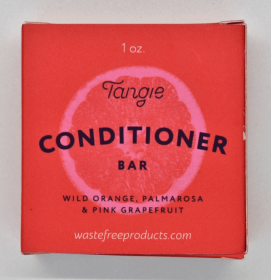 1 oz.
Tangie
CONDITIONER
BAR
WILD ORANGE, PALMAROSA
& PINK GRAPEFRUIT
wastefreeproducts.com